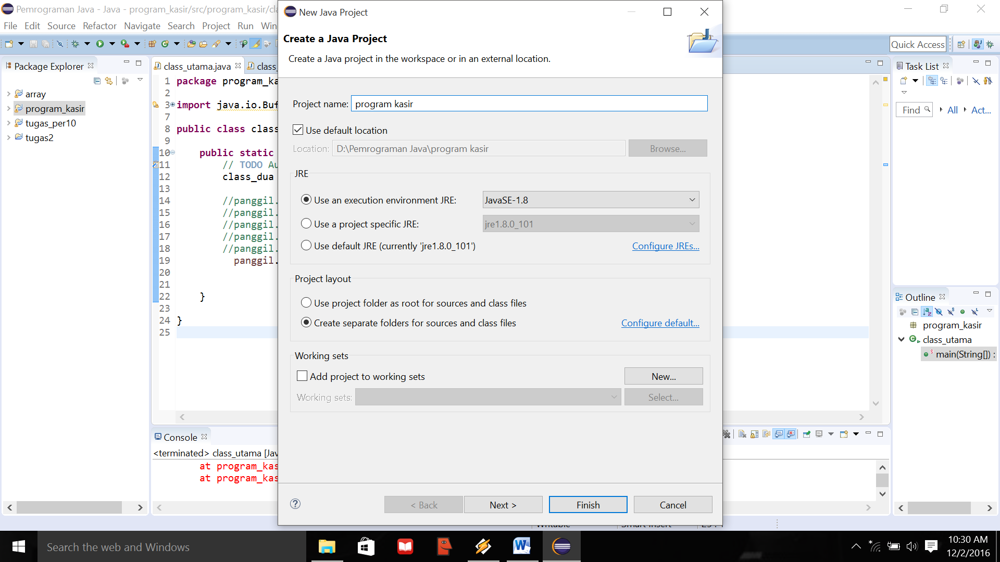 Pemrograman Java - Java - program_kasir/src/program_kasir/cla
File Edit Source Refactor Navigate Search Project Run Win
Quick Access
Package Explorer
array
program_kasir
tugas_per10
tugas2
class_utama.java
class_
1 package program_ka
2
3 import java.io.Buf
7
8 public class class
9
10 public static
11 // TODO Au
12 class_dua
13
14 //panggil.
15 //panggil.
16 //panggil.
17 //panggil.
18 //panggil.
19 panggil.
20
21
22 }
23
24 }
25
Console
<terminated> class_utama [Jav
at program_kas
at program_kas
New Java Project
Create a Java Project
Create a Java project in the workspace or in an external location.
Project name: program kasir
Use default location
Location: D:\Pemrograman Java\program kasir Browse...
JRE
Use an execution environment JRE: JavaSE-1.8
Use a project specific JRE: jre1.8.0_101
Use default JRE (currently 'jre1.8.0_101') Configure JREs...
Project layout
Use project folder as root for sources and class files
Create separate folders for sources and class files Configure default...
Working sets
Add project to working sets New...
Working sets: Select...
< Back Next > Finish Cancel
Task List
Find All Act...
Outline
program_kasir
class_utama
main(String[]) :
Writable Smart Insert
Search the web and Windows
10:30 AM
12/2/2016